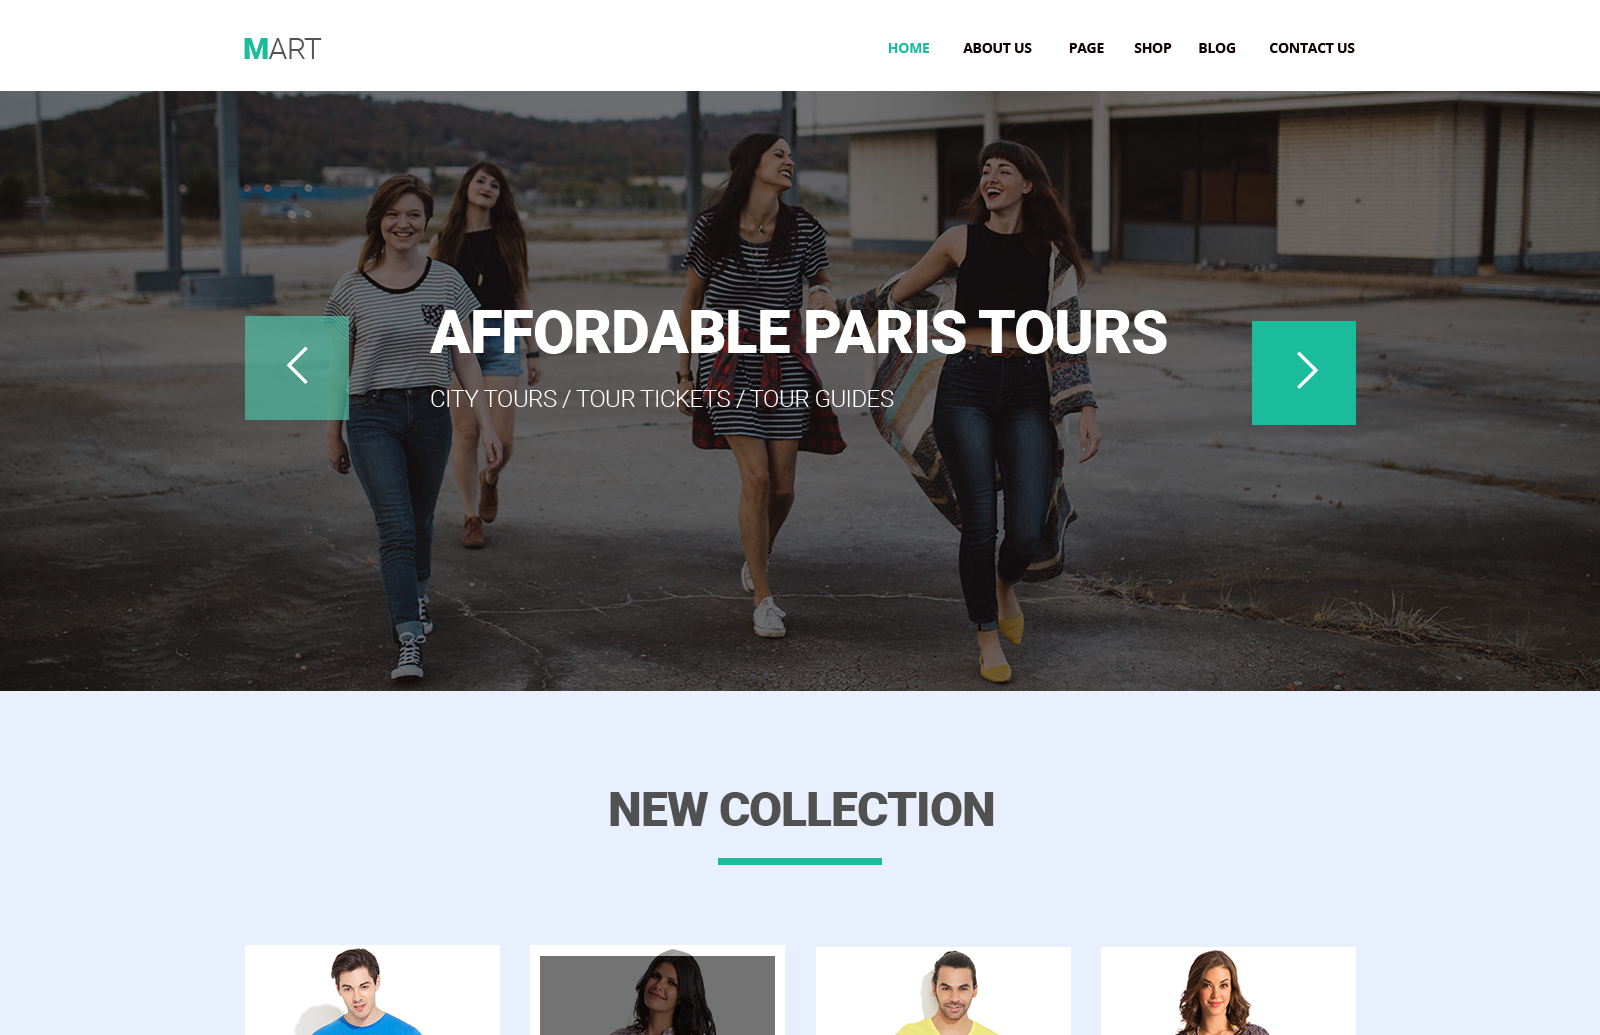 MART
HOME ABOUT US PAGE SHOP BLOG CONTACT US
AFFORDABLE PARIS TOURS
CITY TOURS / TOUR TICKETS / TOUR GUIDES
NEW COLLECTION